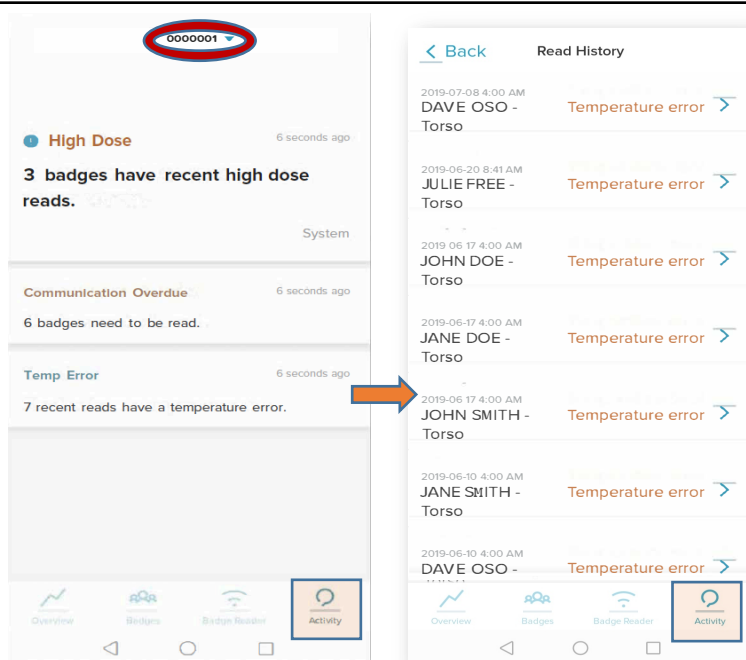 0000001
High Dose
6 seconds ago
3 badges have recent high dose
reads.
System
Communication Overdue
6 seconds ago
6 badges need to be read.
Temp Error
6 seconds ago
7 recent reads have a temperature error.
Overview
Badges
Badge Reader
Activity
Back
Read History
2019-07-08 4:00 AM
DAVE OSO -
Torso
Temperature error
2019-06-20 8:41 AM
JULIE FREE -
Torso
Temperature error
2019 06 17 4:00 AM
JOHN DOE -
Torso
Temperature error
2019-06-17 4:00 AM
JANE DOE -
Torso
Temperature error
2019-06 17 4:00 AM
JOHN SMITH -
Torso
Temperature error
2019-06-10 4:00 AM
JANE SMITH -
Torso
Temperature error
2019-06-10 4:00 AM
DAVE OSO -
Temperature error
Overview
Badges
Badge Reader
Activity